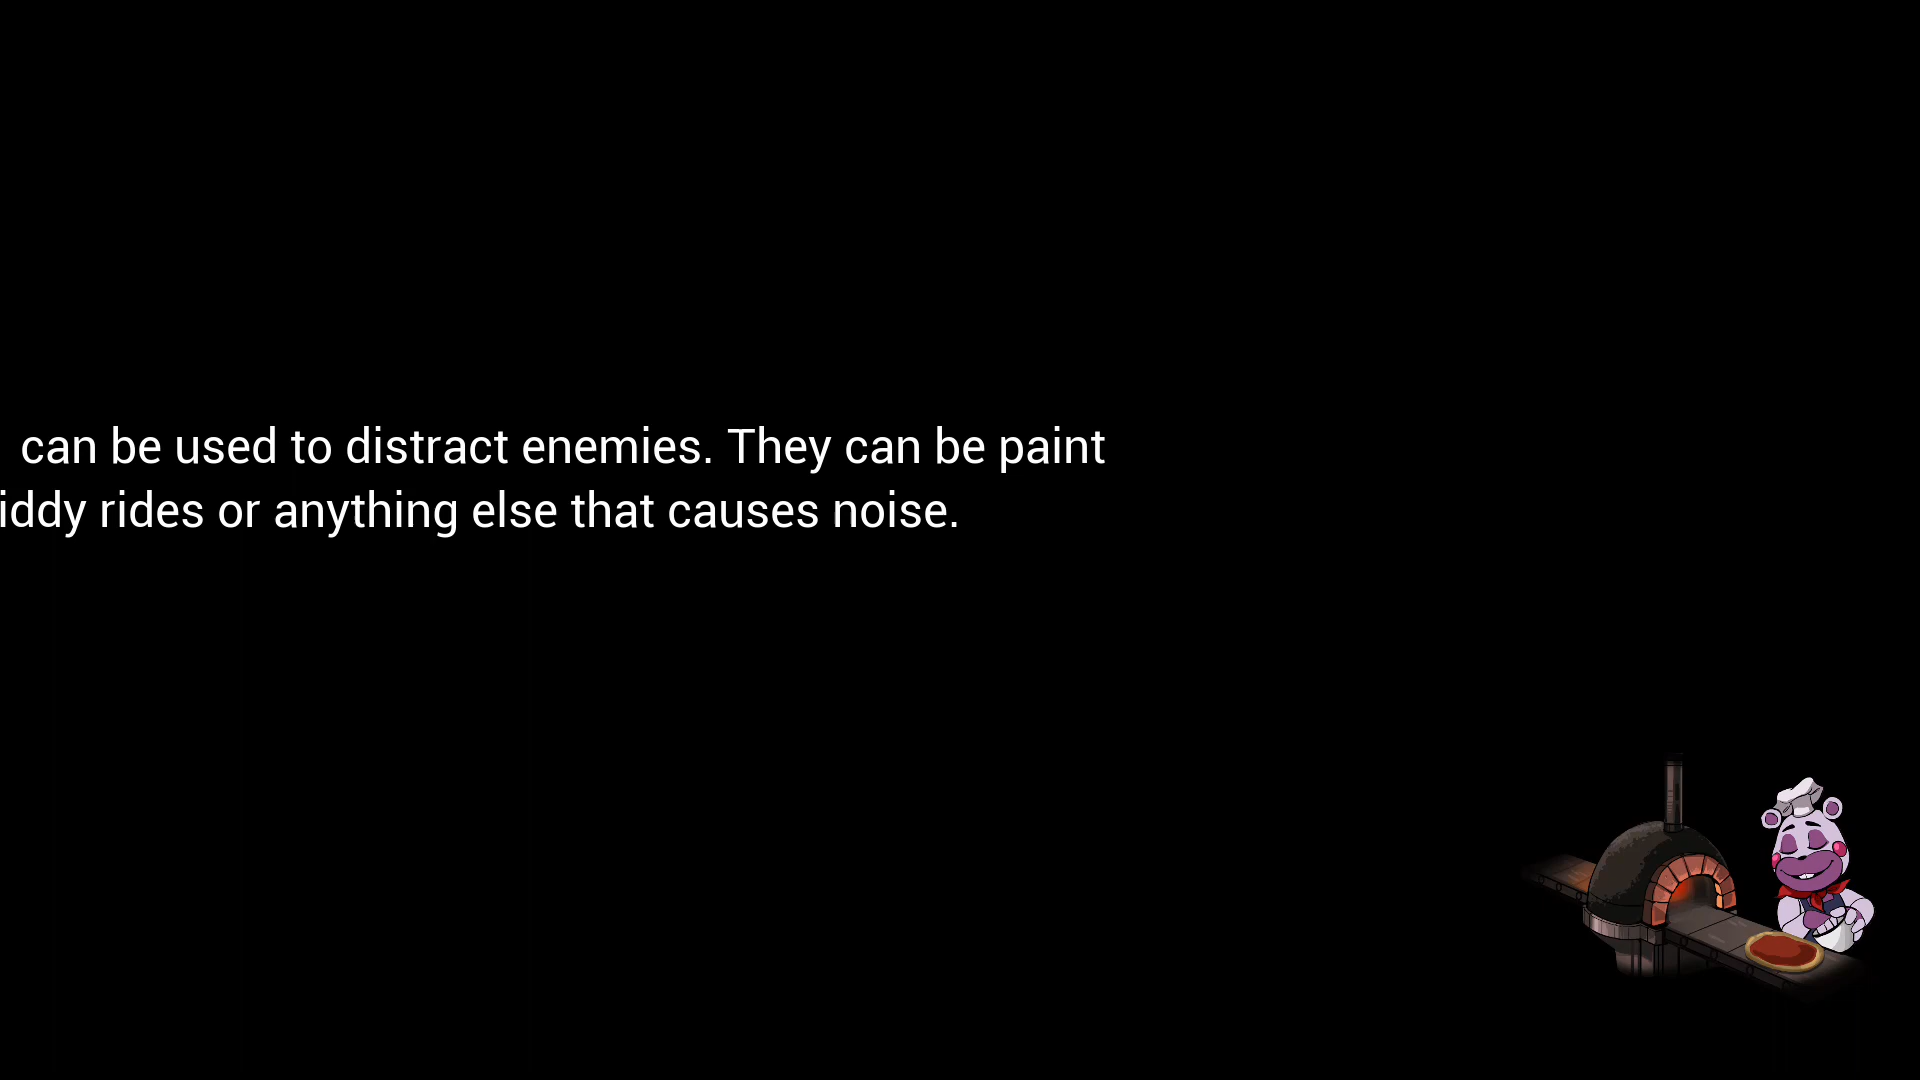 can be used to distract enemies. They can be paint
iddy rides or anything else that causes noise.